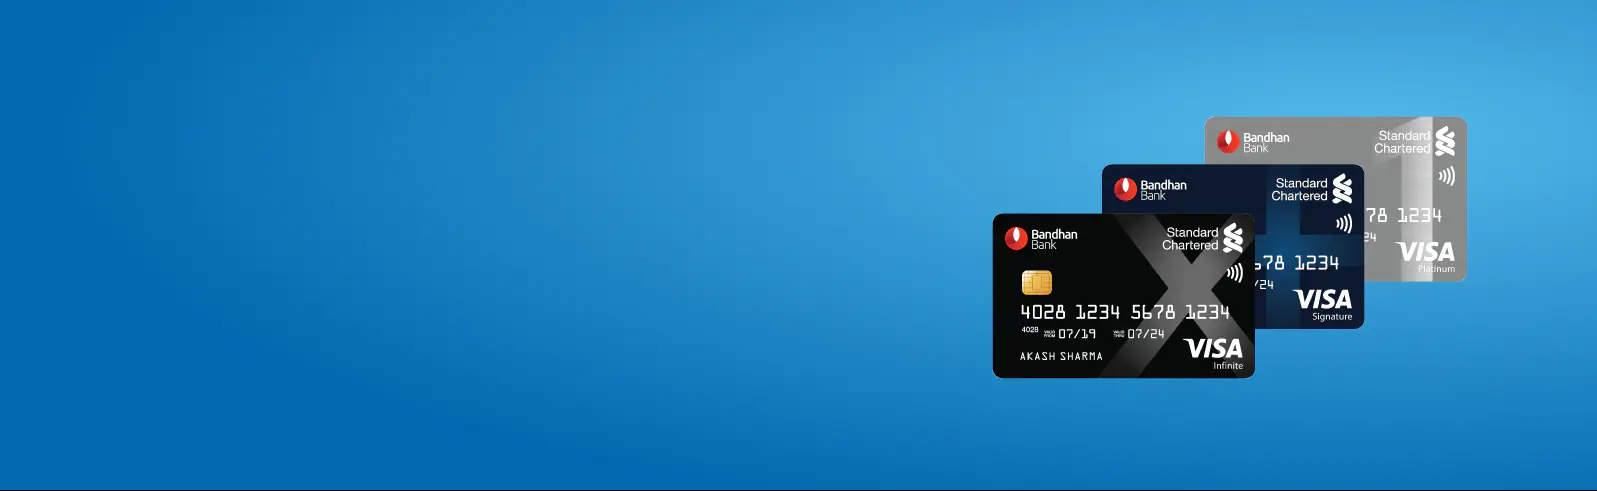 Bandhan
Bank
Standard
Chartered
78 1234
24
VISA
Platinum
Bandhan
Bank
Standard
Chartered
678 1234
/24
VISA
Signature
Bandhan
Bank
Standard
Chartered
4028 1234 5678 1234
4028 VALID FROM 07/19 VALID THRU 07/24
AKASH SHARMA
VISA
Infinite